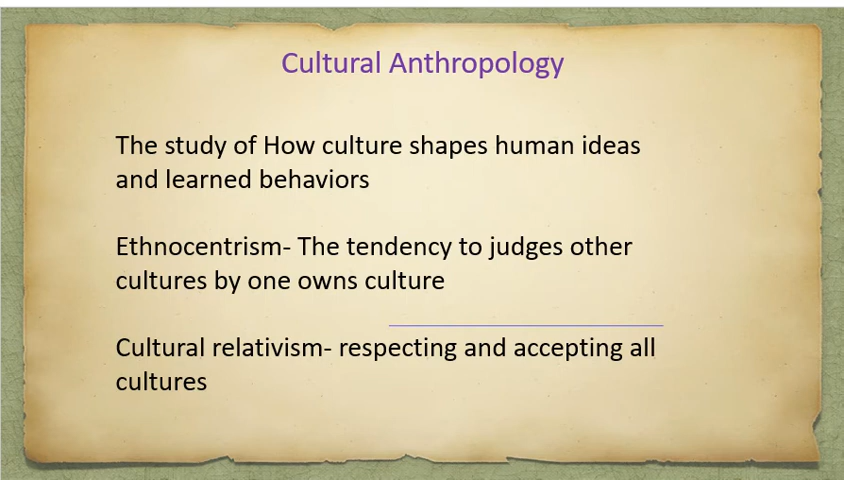 Cultural Anthropology
The study of How culture shapes human ideas
and learned behaviors
Ethnocentrism- The tendency to judges other
cultures by one owns culture
Cultural relativism- respecting and accepting all
cultures